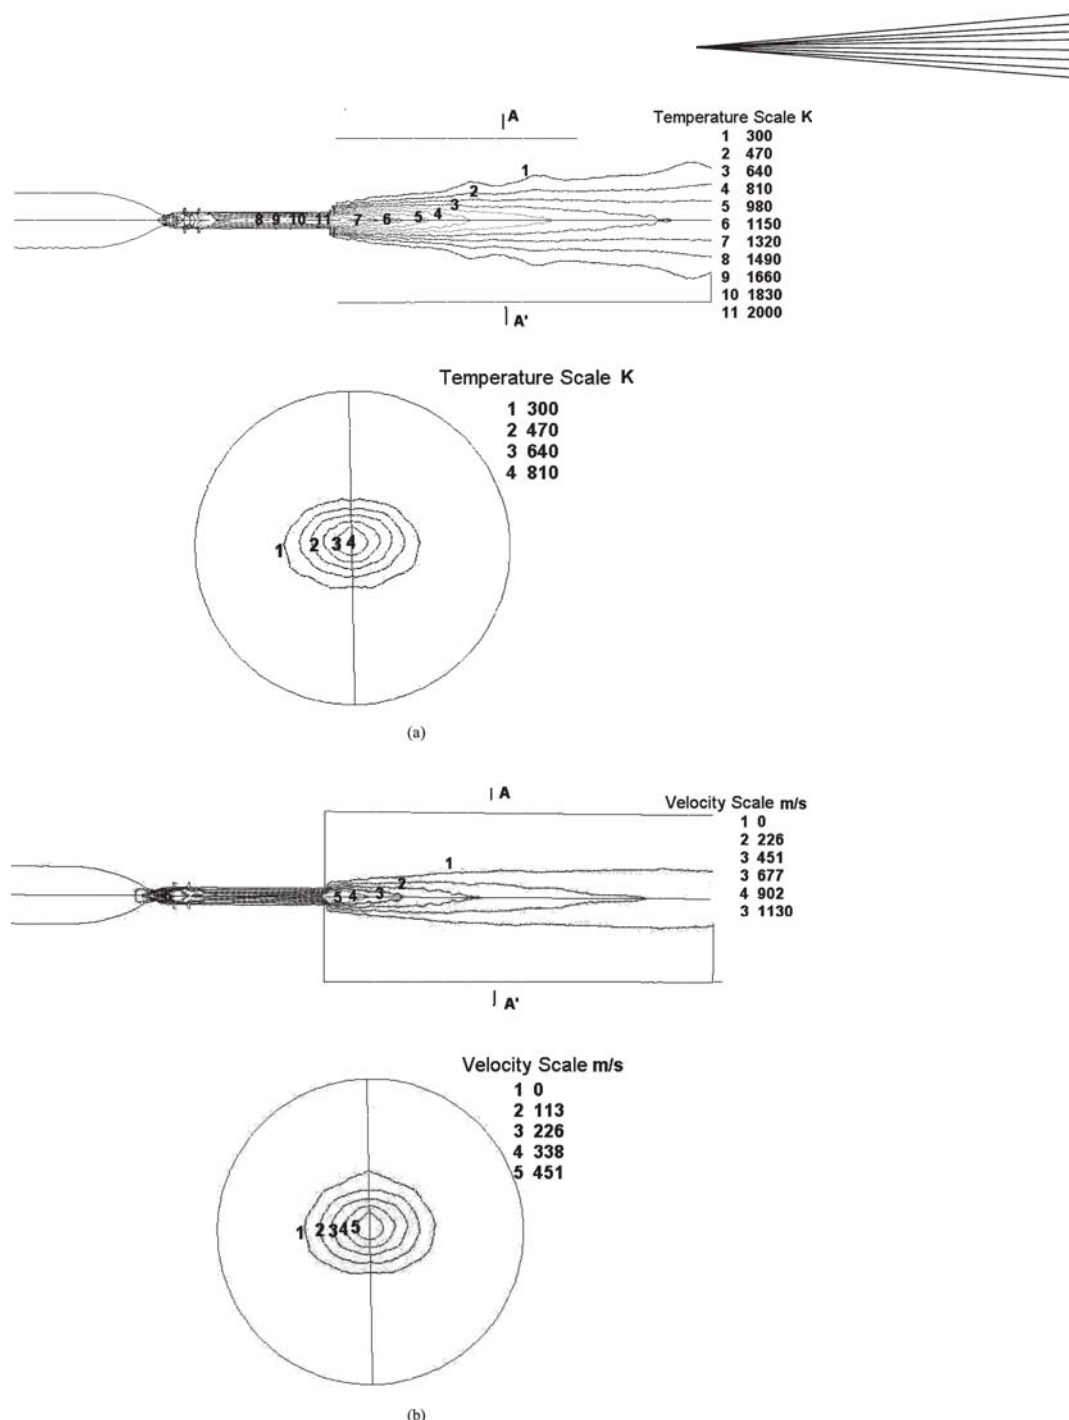 A
Temperature Scale K
1 300
2 470
3 640
4 810
5 980
6 1150
7 1320
8 1490
9 1660
10 1830
11 2000
1
2
3
8 9 10 11 7 6 5 4
A'
Temperature Scale K
1 300
2 470
3 640
4 810
1 2 3 4
(a)
A
Velocity Scale m/s
1 0
2 226
3 451
3 677
4 902
3 1130
1
2
5 4 3
A'
Velocity Scale m/s
1 0
2 113
3 226
4 338
5 451
1 2 3 4 5
(b)